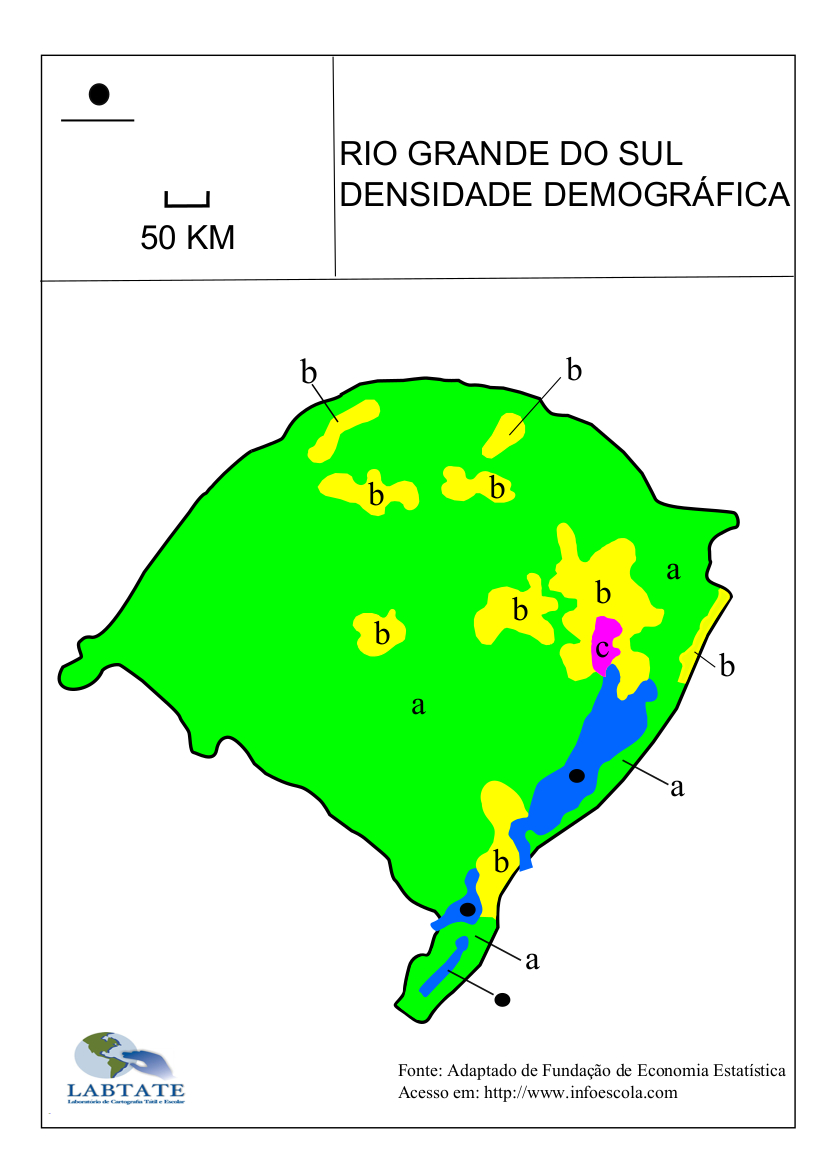 RIO GRANDE DO SUL
DENSIDADE DEMOGRÁFICA
50 KM
b
b
b
b
a
b
b
b
c
b
a
a
b
a
LABTATE
Laboratório de Cartografia Tátil e Escolar
Fonte: Adaptado de Fundação de Economia Estatística
Acesso em: http://www.infoescola.com